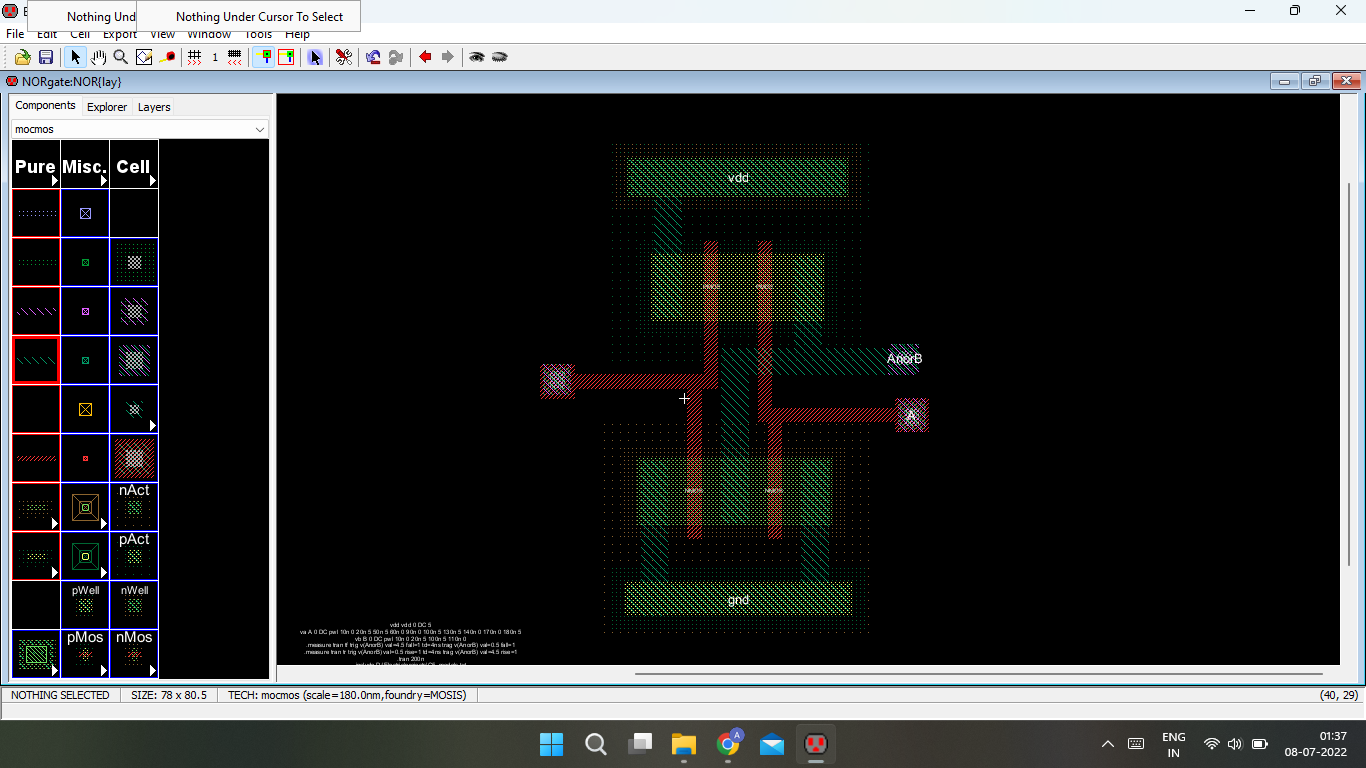 Nothing Und
Nothing Under Cursor To Select
File Edit Cell Export View Window Tools Help
1
NORgate:NOR{lay}
Components Explorer Layers
mocmos
Pure Misc. Cell
nAct
pAct
pWell nWell
pMos nMos
vdd
AnorB
A
gnd
vdd vdd 0 DC 5
va A 0 DC pwl 10n 0 20n 5 50n 5 60n 0 90n 0 100n 5 130n 5 140n 0 170n 0 180n 5
vb B 0 DC pwl 10n 0 20n 5 100n 5 110n 0
.measure tran tf trig v(AnorB) val=4.5 fall=1 td=4ns trag v(AnorB) val=0.5 fall=1
.measure tran tr trig v(AnorB) val=0.5 rise=1 td=4ns trag v(AnorB) val=4.5 rise=1
.tran 200n
NOTHING SELECTED SIZE: 78 x 80.5 TECH: mocmos (scale=180.0nm,foundry=MOSIS) (40, 29)
A
ENG
IN
01:37
08-07-2022